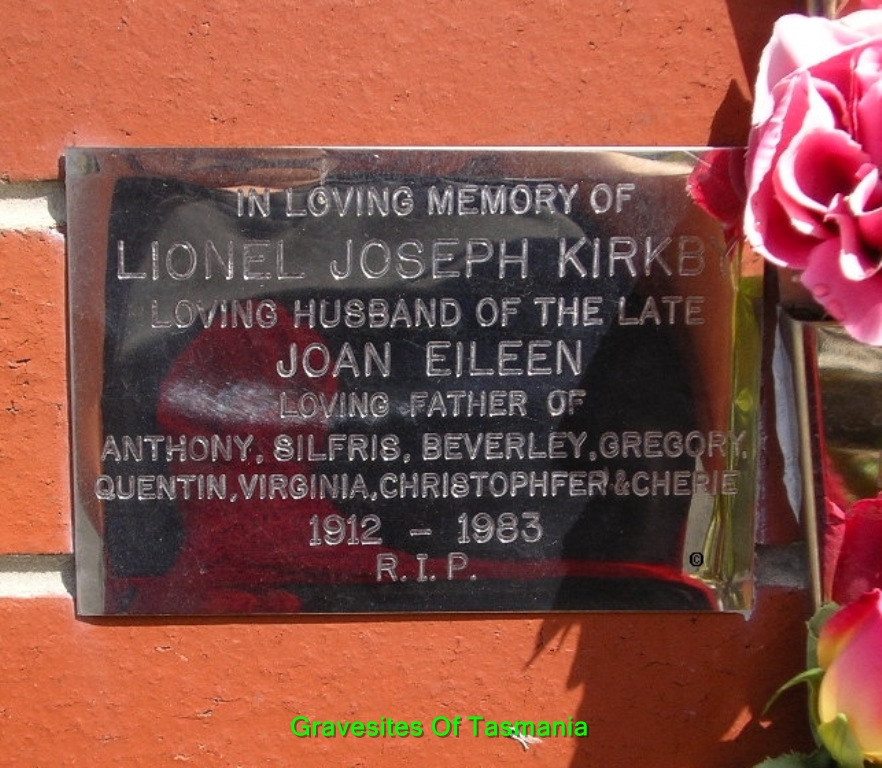 IN LOVING MEMORY OF
LIONEL JOSEPH KIRKBY
LOVING HUSBAND OF THE LATE
JOAN EILEEN
LOVING FATHER OF
ANTHONY, SILFRIS, BEVERLEY, GREGORY,
QUENTIN, VIRGINIA, CHRISTOPHFER & CHERIE
1912 – 1983
R.I.P.
©
Gravesites Of Tasmania